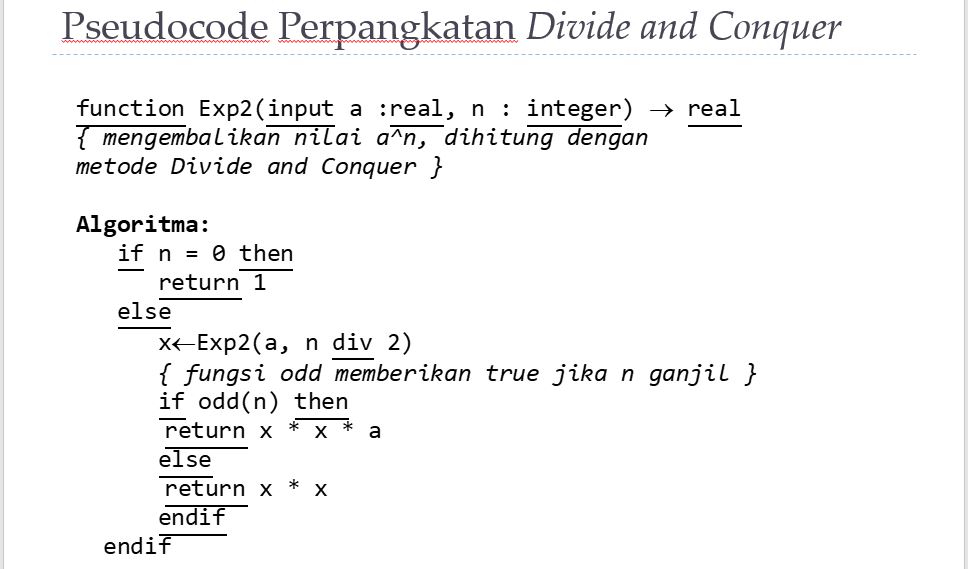 Pseudocode Perpangkatan Divide and Conquer
function Exp2(input a :real, n : integer) → real
{ mengembalikan nilai a^n, dihitung dengan
metode Divide and Conquer }
Algoritma:
if n = 0 then
return 1
else
x←Exp2(a, n div 2)
{ fungsi odd memberikan true jika n ganjil }
if odd(n) then
return x * x * a
else
return x * x
endif
endif